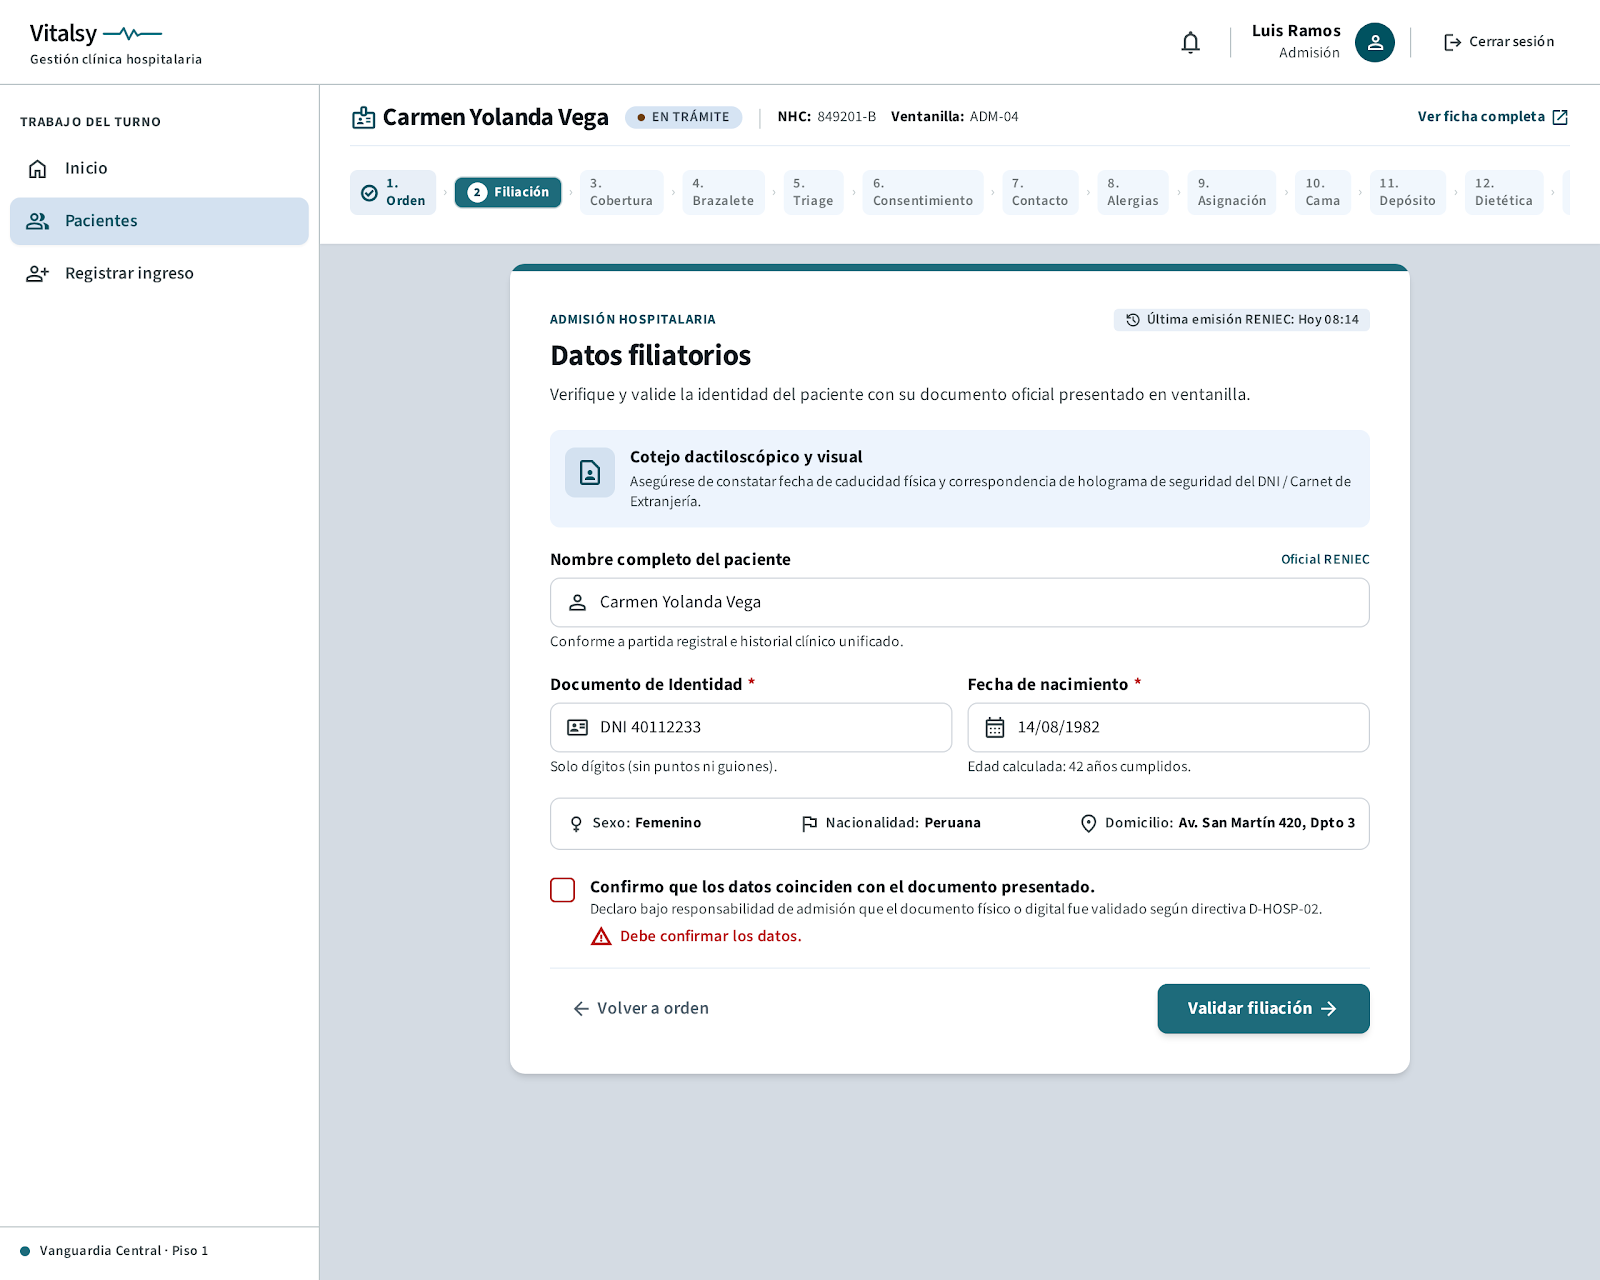 Vitalsy
Gestión clínica hospitalaria
Luis Ramos
Admisión
Cerrar sesión
TRABAJO DEL TURNO
Inicio
Pacientes
Registrar ingreso
Carmen Yolanda Vega
EN TRÁMITE
NHC: 849201-B
Ventanilla: ADM-04
Ver ficha completa
1.
Orden
2 Filiación
3.
Cobertura
4.
Brazalete
5.
Triage
6.
Consentimiento
7.
Contacto
8.
Alergias
9.
Asignación
10.
Cama
11.
Depósito
12.
Dietética
ADMISIÓN HOSPITALARIA
Última emisión RENIEC: Hoy 08:14
Datos filiatorios
Verifique y valide la identidad del paciente con su documento oficial presentado en ventanilla.
Cotejo dactiloscópico y visual
Asegúrese de constatar fecha de caducidad física y correspondencia de holograma de seguridad del DNI / Carnet de
Extranjería.
Nombre completo del paciente
Oficial RENIEC
Carmen Yolanda Vega
Conforme a partida registral e historial clínico unificado.
Documento de Identidad *
DNI 40112233
Solo dígitos (sin puntos ni guiones).
Fecha de nacimiento *
14/08/1982
Edad calculada: 42 años cumplidos.
Sexo: Femenino
Nacionalidad: Peruana
Domicilio: Av. San Martín 420, Dpto 3
Confirmo que los datos coinciden con el documento presentado.
Declaro bajo responsabilidad de admisión que el documento físico o digital fue validado según directiva D-HOSP-02.
Debe confirmar los datos.
Volver a orden
Validar filiación
Vanguardia Central · Piso 1